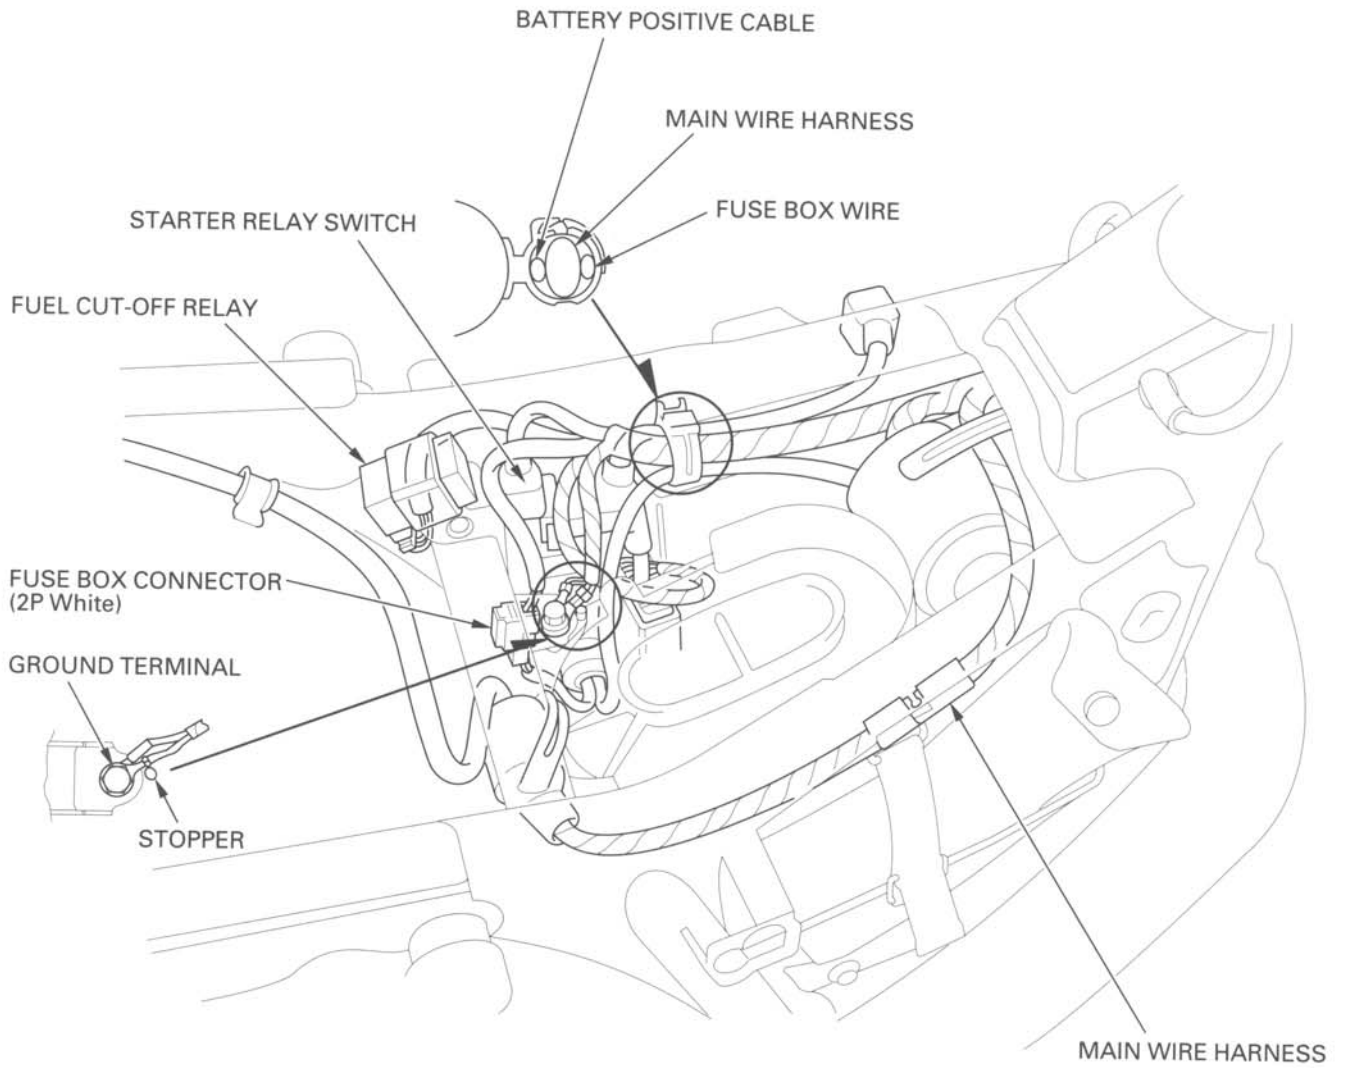 BATTERY POSITIVE CABLE
MAIN WIRE HARNESS
FUSE BOX WIRE
STARTER RELAY SWITCH
FUEL CUT-OFF RELAY
FUSE BOX CONNECTOR
(2P White)
GROUND TERMINAL
STOPPER
MAIN WIRE HARNESS